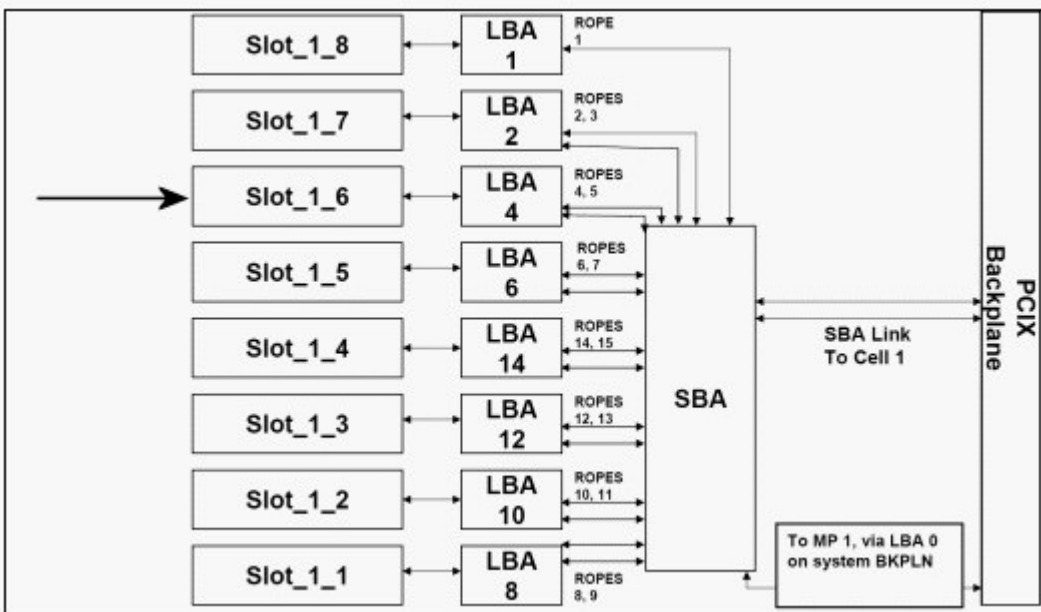 Slot_1_8
LBA
1
ROPE
1
Slot_1_7
LBA
2
ROPES
2, 3
Slot_1_6
LBA
4
ROPES
4, 5
Slot_1_5
LBA
6
ROPES
6, 7
Slot_1_4
LBA
14
ROPES
14, 15
Slot_1_3
LBA
12
ROPES
12, 13
Slot_1_2
LBA
10
ROPES
10, 11
Slot_1_1
LBA
8
ROPES
8, 9
SBA
SBA Link
To Cell 1
To MP 1, via LBA 0
on system BKPLN
PCIX
Backplane